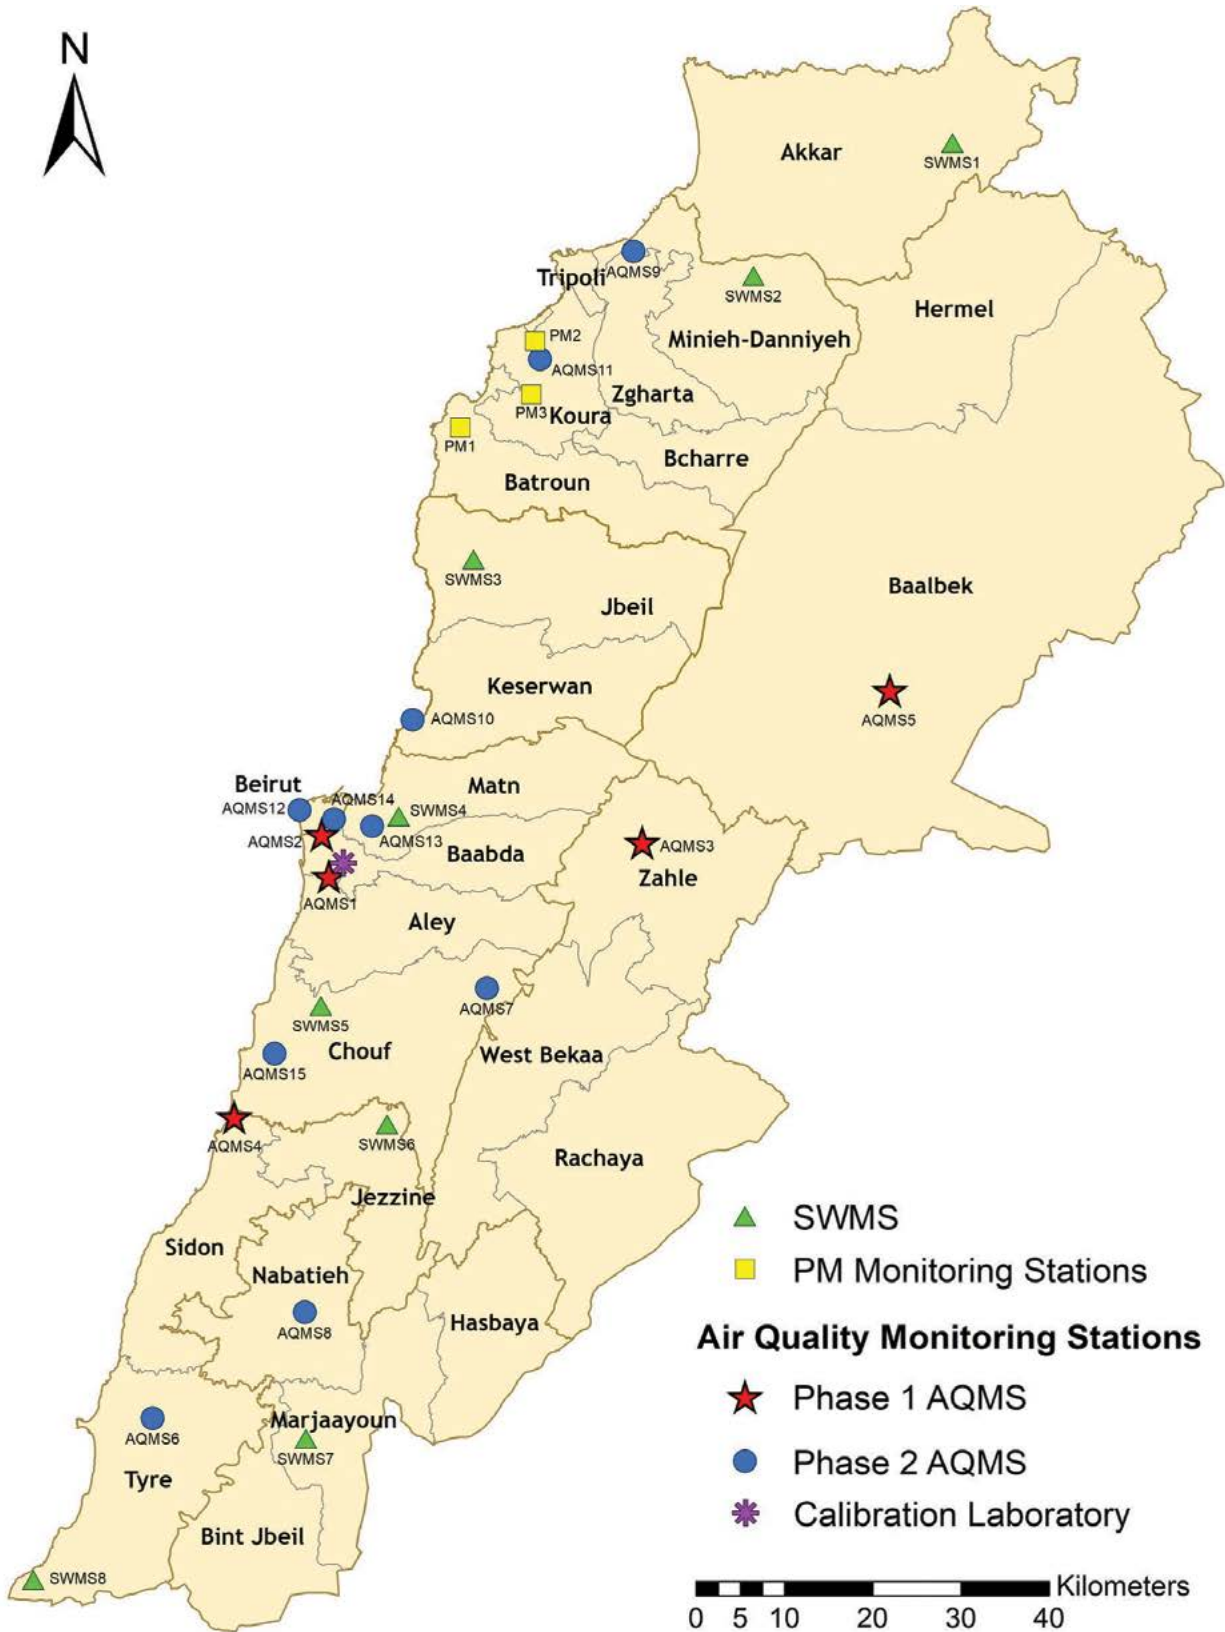 N
Akkar
SWMS1
AQMS9
Tripoli
SWMS2
Hermel
Minieh-Danniyeh
PM2
AQMS11
Zgharta
PM3
Koura
PM1
Bcharre
Batroun
SWMS3
Jbeil
Baalbek
Keserwan
AQMS10
AQMS5
Beirut
Matn
AQMS12
AQMS14
SWMS4
AQMS2
AQMS13
AQMS3
Baabda
Zahle
AQMS1
Aley
AQMS7
SWMS5
Chouf
West Bekaa
AQMS15
AQMS4
SWMS6
Rachaya
Jezzine
Sidon
Nabatieh
AQMS8
Hasbaya
Marjaayoun
AQMS6
SWMS7
Tyre
Bint Jbeil
SWMS8
SWMS
PM Monitoring Stations
Air Quality Monitoring Stations
Phase 1 AQMS
Phase 2 AQMS
Calibration Laboratory
Kilometers
0 5 10 20 30 40